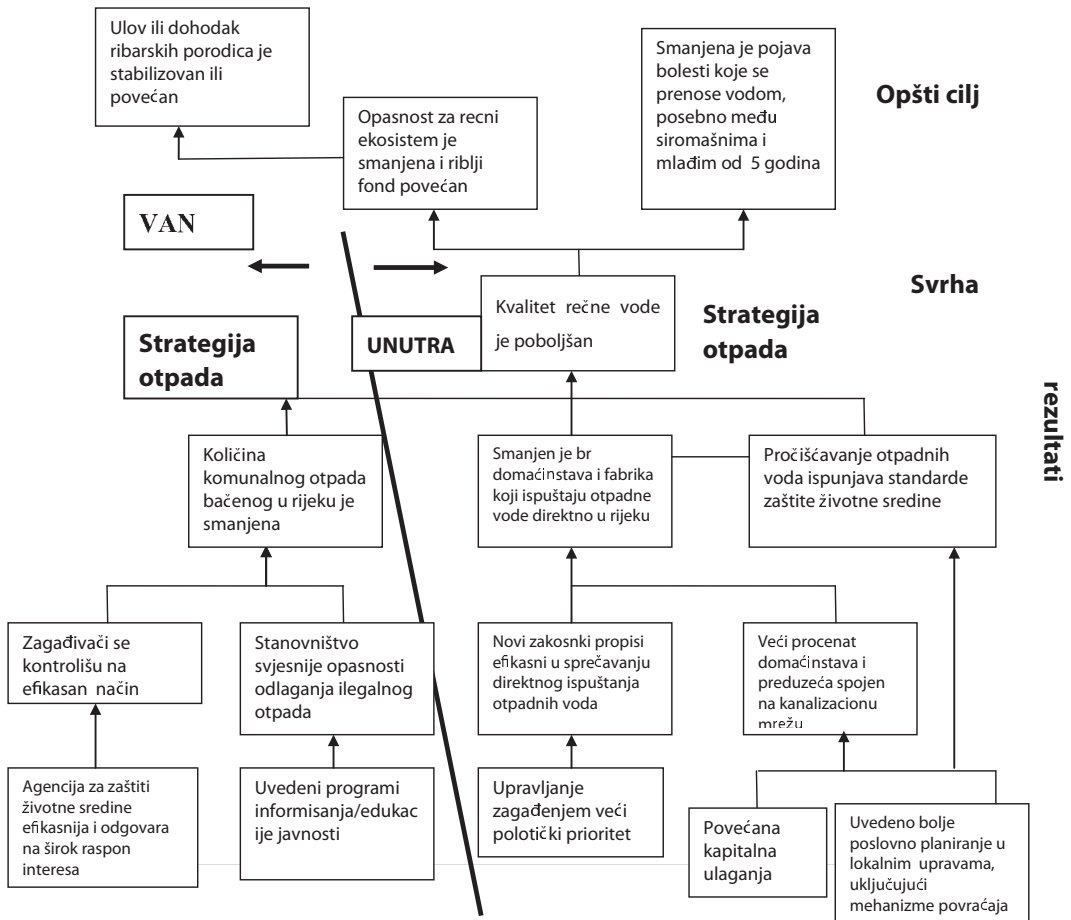 Ulov ili dohodak
ribarskih porodica je
stabilizovan ili
povećan
Smanjena je pojava
bolesti koje se
prenose vodom,
posebno među
siromašnima i
mlađim od 5 godina
Opšti cilj
Opasnost za recni
ekosistem je
smanjena i riblji
fond povećan
VAN
Svrha
Kvalitet rečne vode
je poboljšan
Strategija
otpada
UNUTRA
Strategija
otpada
rezultati
Količina
komunalnog otpada
bačenog u rijeku je
smanjena
Smanjen je br
domaćinstava i fabrika
koji ispuštaju otpadne
vode direktno u rijeku
Pročišćavanje otpadnih
voda ispunjava standarde
zaštite životne sredine
Zagađivači se
kontrolišu na
efikasan način
Stanovništvo
svjesnije opasnosti
odlaganja ilegalnog
otpada
Novi zakosnki propisi
efikasni u sprečavanju
direktnog ispuštanja
otpadnih voda
Veći procenat
domaćinstava i
preduzeća spojen
na kanalizacionu
mrežu
Agencija za zaštiti
životne sredine
efikasnija i odgovara
na širok raspon
interesa
Uvedeni programi
informisanja/edukac
ije javnosti
Upravljanje
zagađenjem veći
polotički prioritet
Povećana
kapitalna
ulaganja
Uvedeno bolje
poslovno planiranje u
lokalnim upravama,
uključujući
mehanizme povraćaja